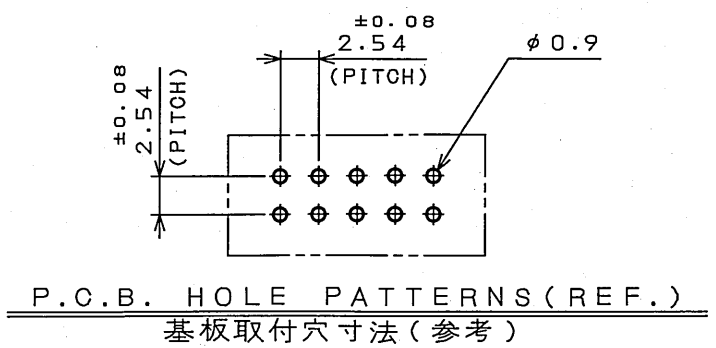 ±0.08
2.54
(PITCH)
φ0.9
±0.08
2.54
(PITCH)
P.C.B. HOLE PATTERNS(REF.)
基板取付穴寸法(参考)